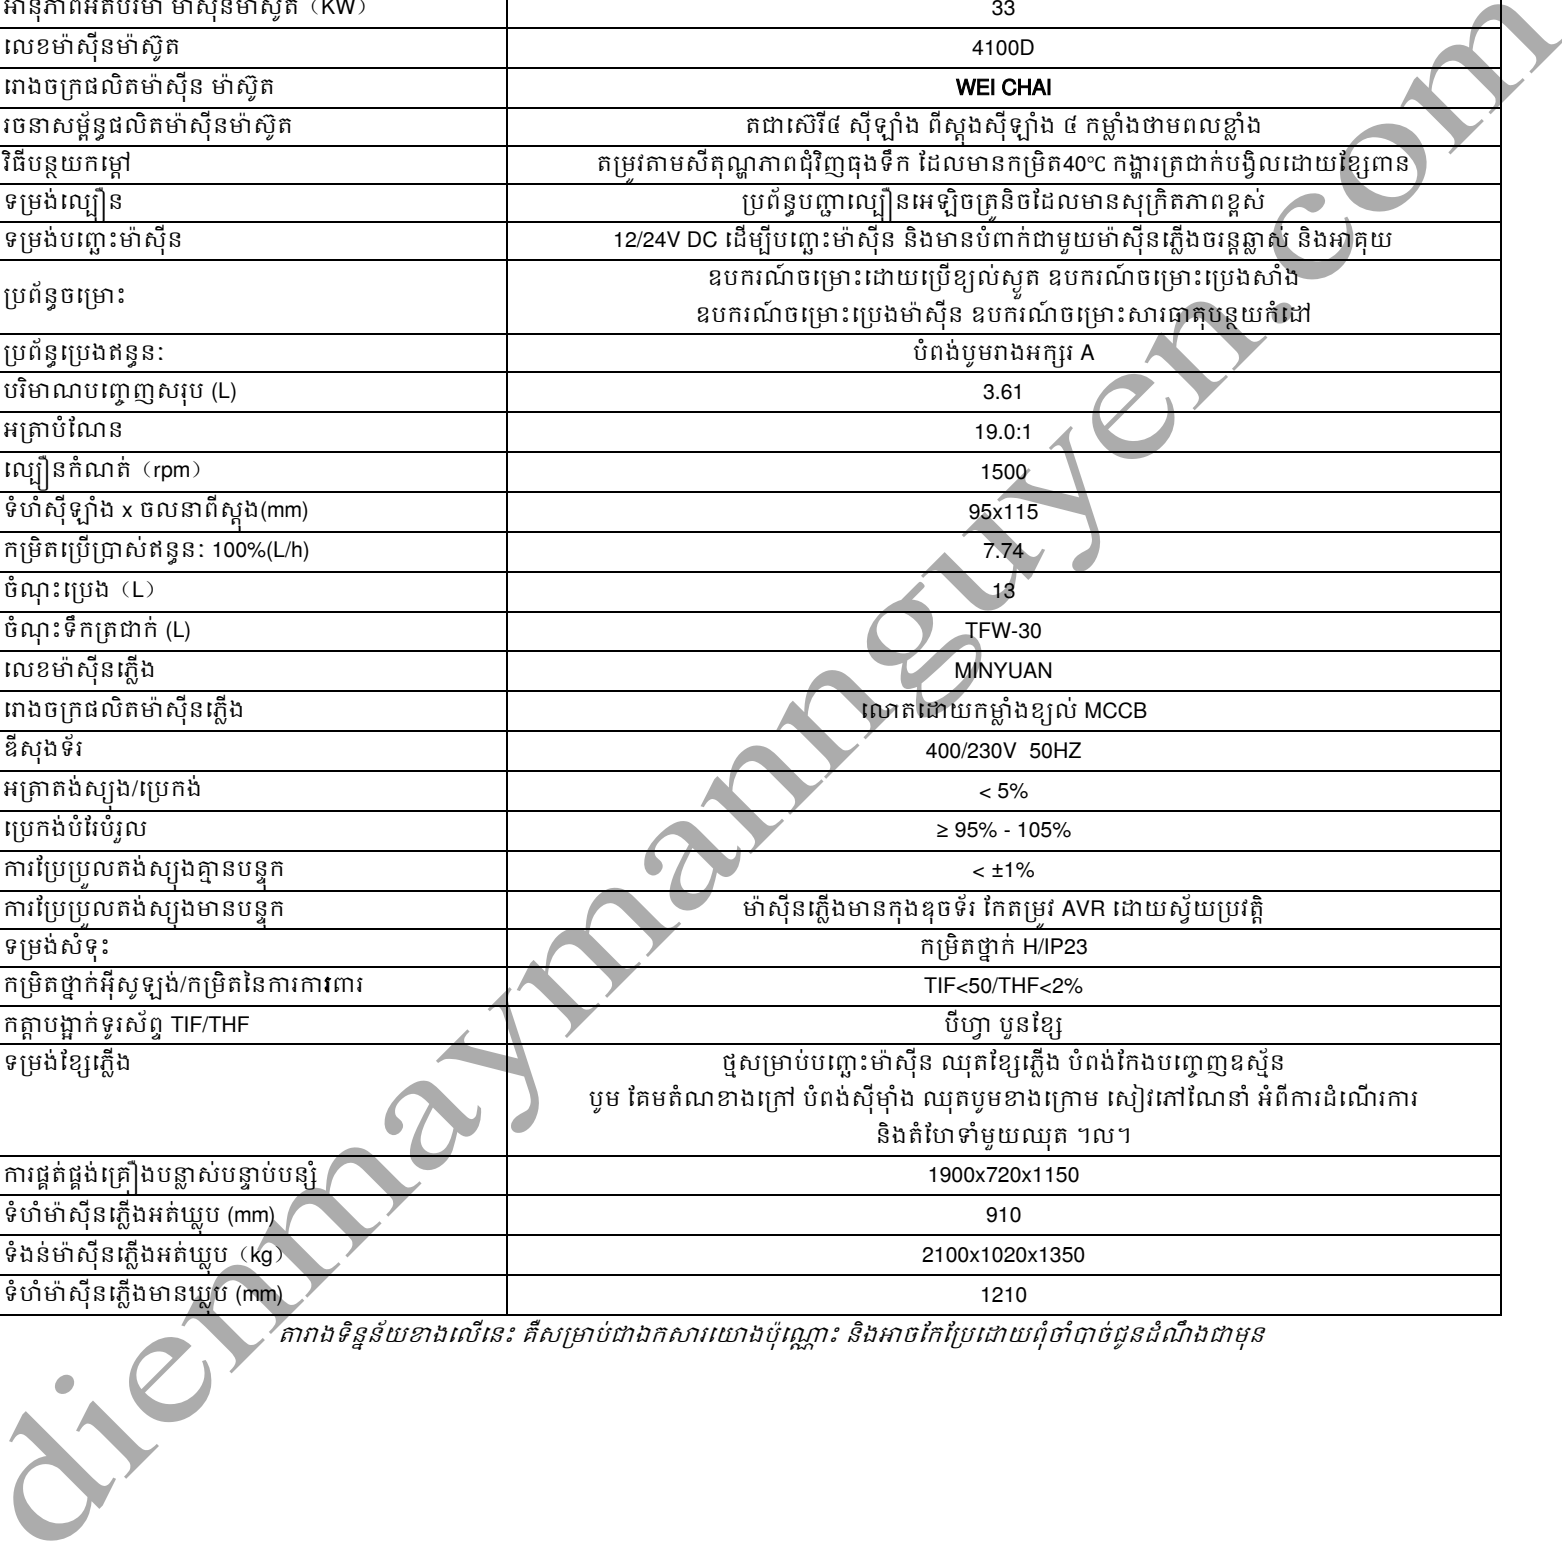 អានុភាពអតិបរមា ម៉ាស៊ីនម៉ាស៊ូត（KW） 33
លេខម៉ាស៊ីនម៉ាស៊ូត 4100D
រោងចក្រផលិតម៉ាស៊ីន ម៉ាស៊ូត WEI CHAI
រចនាសម្ព័ន្ធផលិតម៉ាស៊ីនម៉ាស៊ូត តជាស៊េរី៤ ស៊ីឡាំង ពីស្តុងស៊ីឡាំង ៤ កម្លាំងថាមពលខ្លាំង
វិធីបន្ថយកម្តៅ តម្រូវតាមសីតុណ្ហភាពជុំវិញធុងទឹក ដែលមានកម្រិត40℃ កង្ហារត្រជាក់បង្វិលដោយខ្សែពាន
ទម្រង់ល្បឿន ប្រព័ន្ធបញ្ជាល្បឿនអេឡិចត្រូនិចដែលមានសុក្រិតភាពខ្ពស់
ទម្រង់បញ្ឆេះម៉ាស៊ីន 12/24V DC ដើម្បីបញ្ឆេះម៉ាស៊ីន និងមានបំពាក់ជាមួយម៉ាស៊ីនភ្លើងចរន្តឆ្លាស់ និងអាគុយ
ប្រព័ន្ធចម្រោះ ឧបករណ៍ចម្រោះដោយប្រើខ្យល់ស្ងួត ឧបករណ៍ចម្រោះប្រេងសាំង
ឧបករណ៍ចម្រោះប្រេងម៉ាស៊ីន ឧបករណ៍ចម្រោះសារធាតុបន្ថយកំដៅ
ប្រព័ន្ធប្រេងឥន្ធនៈ បំពង់បូមរាងអក្សរ A
បរិមាណបញ្ចេញសរុប (L) 3.61
អត្រាបំណែន 19.0:1
ល្បឿនកំណត់（rpm） 1500
ទំហំស៊ីឡាំង x ចលនាពីស្តុង(mm) 95x115
កម្រិតប្រើប្រាស់ឥន្ធនៈ 100%(L/h) 7.74
ចំណុះប្រេង（L） 13
ចំណុះទឹកត្រជាក់ (L) TFW-30
លេខម៉ាស៊ីនភ្លើង MINYUAN
រោងចក្រផលិតម៉ាស៊ីនភ្លើង លោតដោយកម្លាំងខ្យល់ MCCB
ឌីសុងទ័រ 400/230V 50HZ
អត្រាតង់ស្យុង/ប្រេកង់ < 5%
ប្រេកង់បំរែបំរួល ≥ 95% - 105%
ការប្រែប្រួលតង់ស្យុងគ្មានបន្ទុក < ±1%
ការប្រែប្រួលតង់ស្យុងមានបន្ទុក ម៉ាស៊ីនភ្លើងមានកុងឌុចទ័រ កែតម្រូវ AVR ដោយស្វ័យប្រវត្តិ
ទម្រង់សំទុះ កម្រិតថ្នាក់ H/IP23
កម្រិតថ្នាក់អ៊ីសូឡង់/កម្រិតនៃការការពារ TIF<50/THF<2%
កត្តាបង្អាក់ទូរស័ព្ទ TIF/THF បីហ្វា បួនខ្សែ
ទម្រង់ខ្សែភ្លើង ថ្មសម្រាប់បញ្ឆេះម៉ាស៊ីន ឈុតខ្សែភ្លើង បំពង់កែងបញ្ចេញឧស្ម័ន
បូម គែមតំណខាងក្រៅ បំពង់ស៊ីម៉ាំង ឈុតបូមខាងក្រោម សៀវភៅណែនាំ អំពីការដំណើរការ
និងតំហែទាំមួយឈុត ។ល។
ការផ្គត់ផ្គង់គ្រឿងបន្លាស់បន្ទាប់បន្សំ 1900x720x1150
ទំហំម៉ាស៊ីនភ្លើងអត់ឃ្លុប (mm) 910
ទំងន់ម៉ាស៊ីនភ្លើងអត់ឃ្លុប（kg） 2100x1020x1350
ទំហំម៉ាស៊ីនភ្លើងមានឃ្លុប (mm) 1210
តារាងទិន្នន័យខាងលើនេះ គឺសម្រាប់ជាឯកសារយោងប៉ុណ្ណោះ និងអាចកែប្រែដោយពុំចាំបាច់ជូនដំណឹងជាមុន
dienmaymannguyen.com